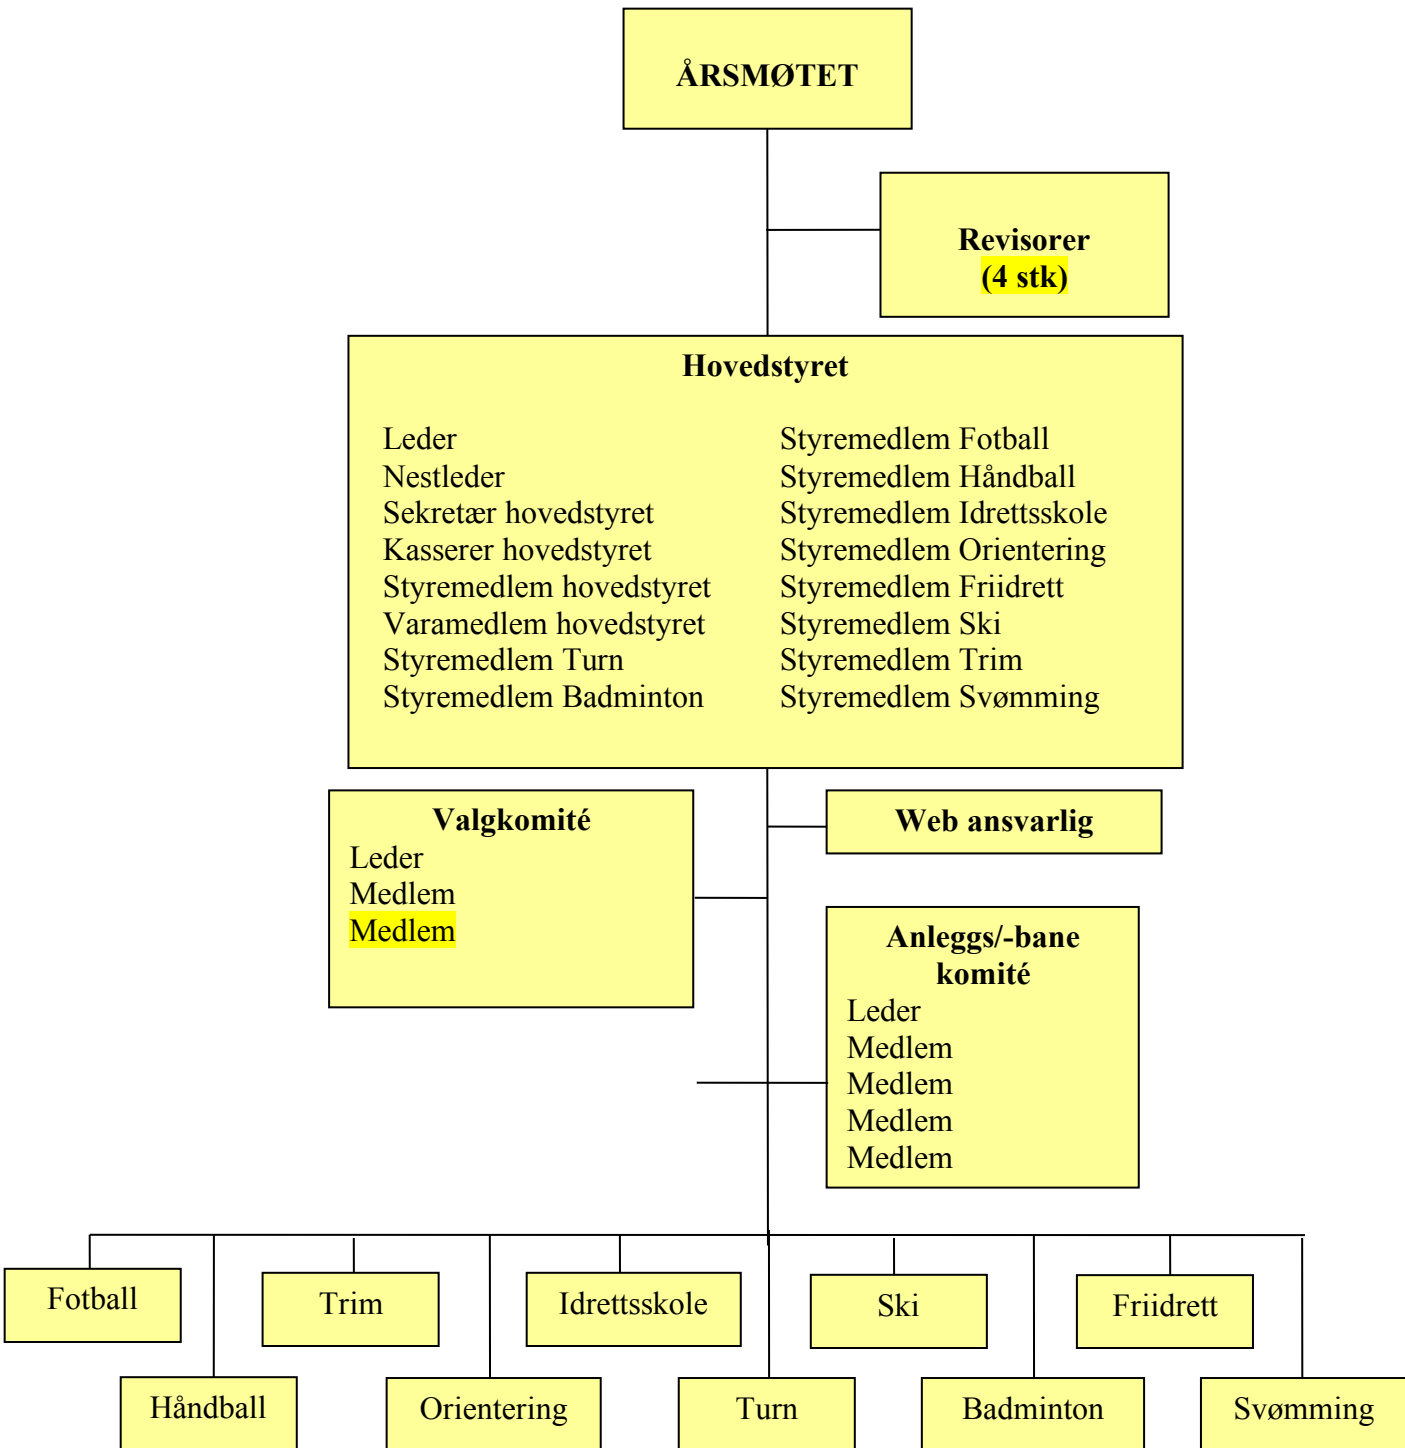 ÅRSMØTET
Revisorer
(4 stk)
Hovedstyret
Leder
Nestleder
Sekretær hovedstyret
Kasserer hovedstyret
Styremedlem hovedstyret
Varamedlem hovedstyret
Styremedlem Turn
Styremedlem Badminton
Styremedlem Fotball
Styremedlem Håndball
Styremedlem Idrettsskole
Styremedlem Orientering
Styremedlem Friidrett
Styremedlem Ski
Styremedlem Trim
Styremedlem Svømming
Valgkomité
Leder
Medlem
Medlem
Web ansvarlig
Anleggs/-bane
komité
Leder
Medlem
Medlem
Medlem
Medlem
Fotball
Trim
Idrettsskole
Ski
Friidrett
Håndball
Orientering
Turn
Badminton
Svømming